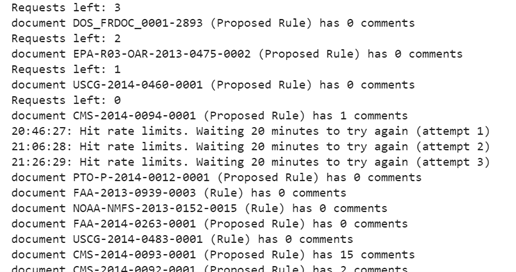 Requests left: 3
document DOS_FRDOC_0001-2893 (Proposed Rule) has 0 comments
Requests left: 2
document EPA-R03-OAR-2013-0475-0002 (Proposed Rule) has 0 comments
Requests left: 1
document USCG-2014-0460-0001 (Proposed Rule) has 0 comments
Requests left: 0
document CMS-2014-0094-0001 (Proposed Rule) has 1 comments
20:46:27: Hit rate limits. Waiting 20 minutes to try again (attempt 1)
21:06:28: Hit rate limits. Waiting 20 minutes to try again (attempt 2)
21:26:29: Hit rate limits. Waiting 20 minutes to try again (attempt 3)
document PTO-P-2014-0012-0001 (Proposed Rule) has 0 comments
document FAA-2013-0939-0003 (Rule) has 0 comments
document NOAA-NMFS-2013-0152-0015 (Rule) has 0 comments
document FAA-2014-0263-0001 (Proposed Rule) has 0 comments
document USCG-2014-0483-0001 (Rule) has 0 comments
document CMS-2014-0093-0001 (Proposed Rule) has 15 comments
document CMS-2014-0092-0001 (Proposed Rule) has 2 comments